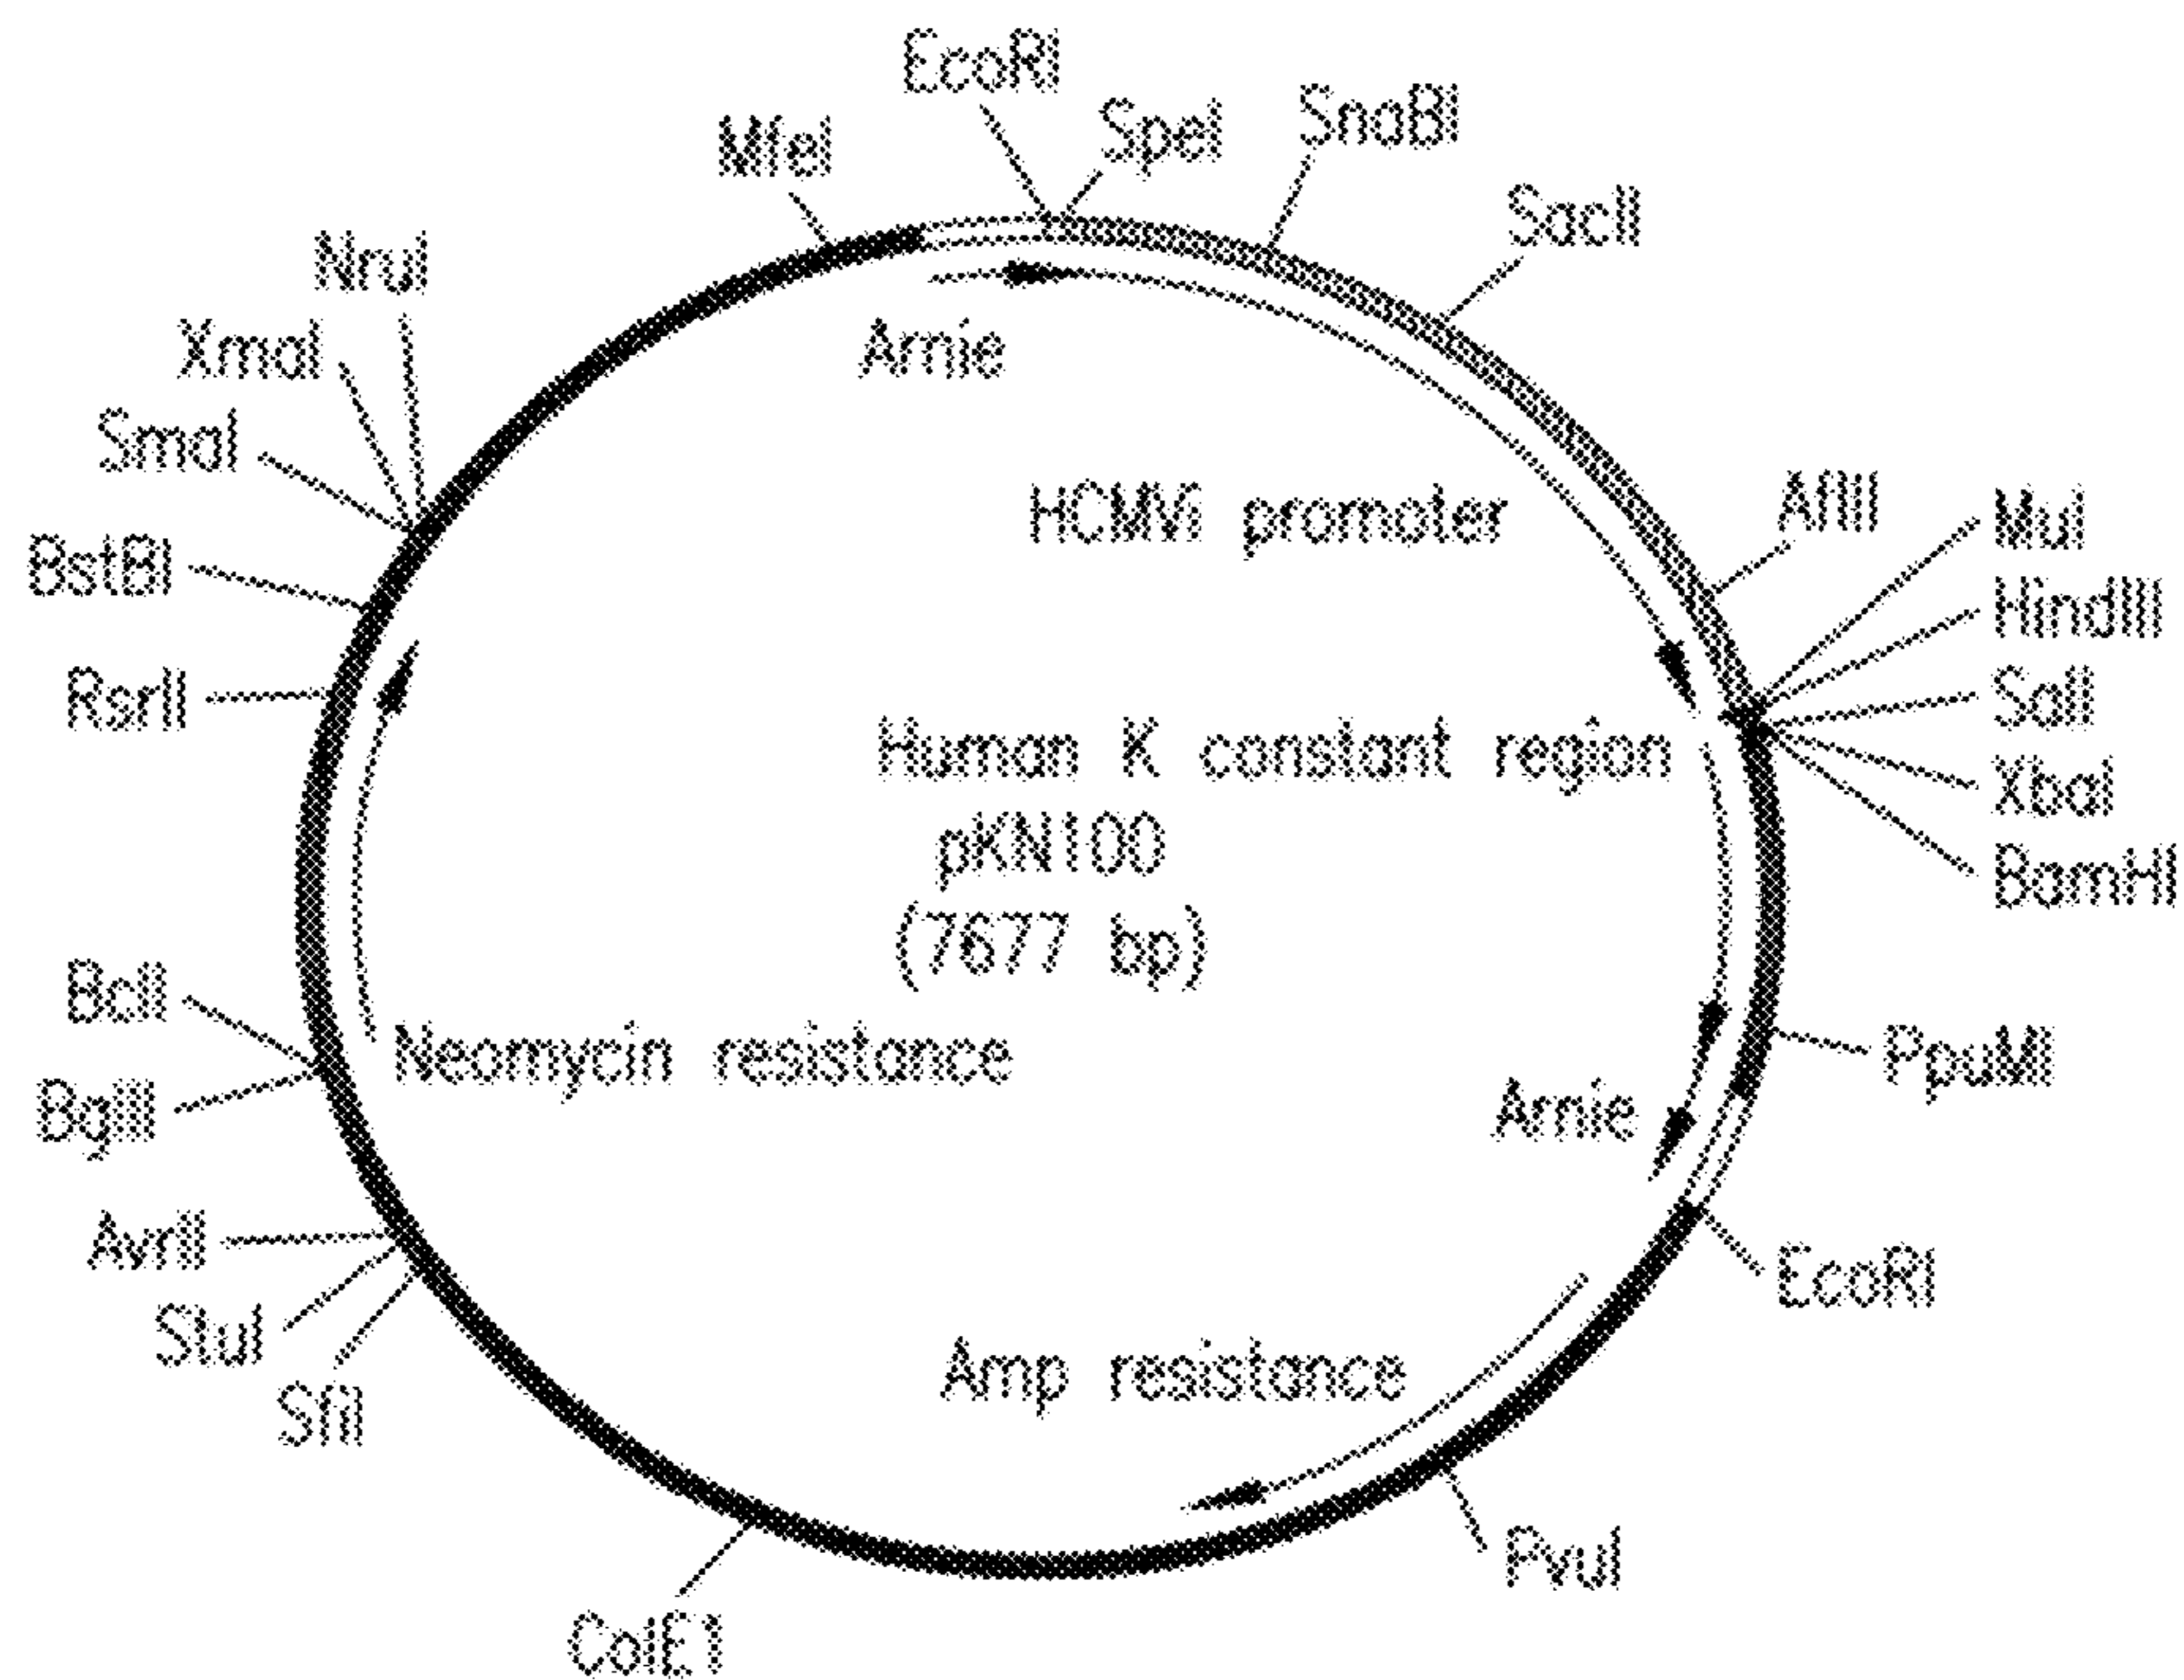 EcoRI
SpeI
SnaBI
MfeI
SacII
NruI
XmaI
Arnie
SmaI
HCMVi promoter
AflII
MluI
BstBI
HindIII
RsrII
SalI
Human K constant region
XbaI
pKN100
BamHI
(7677 bp)
BclI
Neomycin resistance
PpuMI
BglII
Arnie
AvrII
EcoRI
StuI
Amp resistance
SfiI
PvuI
ColE1